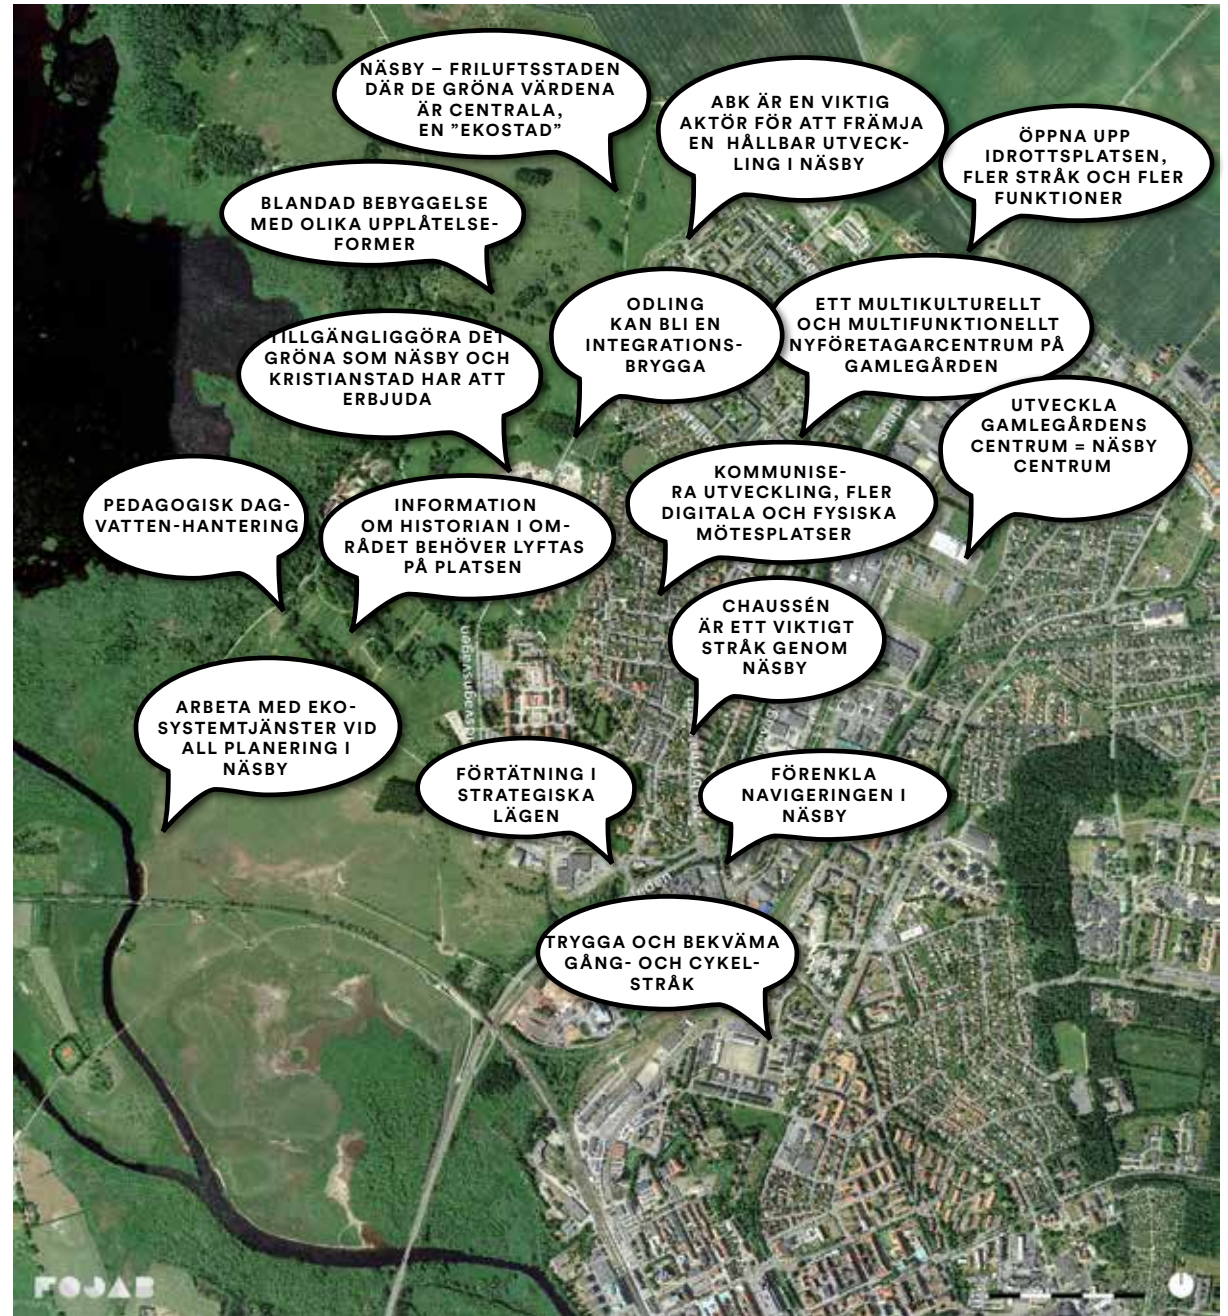 NÄSBY – FRILUFTSSTADEN
DÄR DE GRÖNA VÄRDENA
ÄR CENTRALA,
EN ”EKOSTAD”
ABK ÄR EN VIKTIG
AKTÖR FÖR ATT FRÄMJA
EN HÅLLBAR UTVECK-
LING I NÄSBY
ÖPPNA UPP
IDROTTSPLATSEN,
FLER STRÅK OCH FLER
FUNKTIONER
BLANDAD BEBYGGELSE
MED OLIKA UPPLÅTELSE-
FORMER
ODLING
KAN BLI EN
INTEGRATIONS-
BRYGGA
ETT MULTIKULTURELLT
OCH MULTIFUNKTIONELLT
NYFÖRETAGARCENTRUM PÅ
GAMLEGÅRDEN
TILLGÄNGLIGGÖRA DET
GRÖNA SOM NÄSBY OCH
KRISTIANSTAD HAR ATT
ERBJUDA
UTVECKLA
GAMLEGÅRDENS
CENTRUM = NÄSBY
CENTRUM
PEDAGOGISK DAG-
VATTEN-HANTERING
INFORMATION
OM HISTORIAN I OM-
RÅDET BEHÖVER LYFTAS
PÅ PLATSEN
KOMMUNISE-
RA UTVECKLING, FLER
DIGITALA OCH FYSISKA
MÖTESPLATSER
CHAUSSÉN
ÄR ETT VIKTIGT
STRÅK GENOM
NÄSBY
ARBETA MED EKO-
SYSTEMTJÄNSTER VID
ALL PLANERING I
NÄSBY
FÖRTÄTNING I
STRATEGISKA
LÄGEN
FÖRENKLA
NAVIGERINGEN I
NÄSBY
TRYGGA OCH BEKVÄMA
GÅNG- OCH CYKEL-
STRÅK
FOJAB